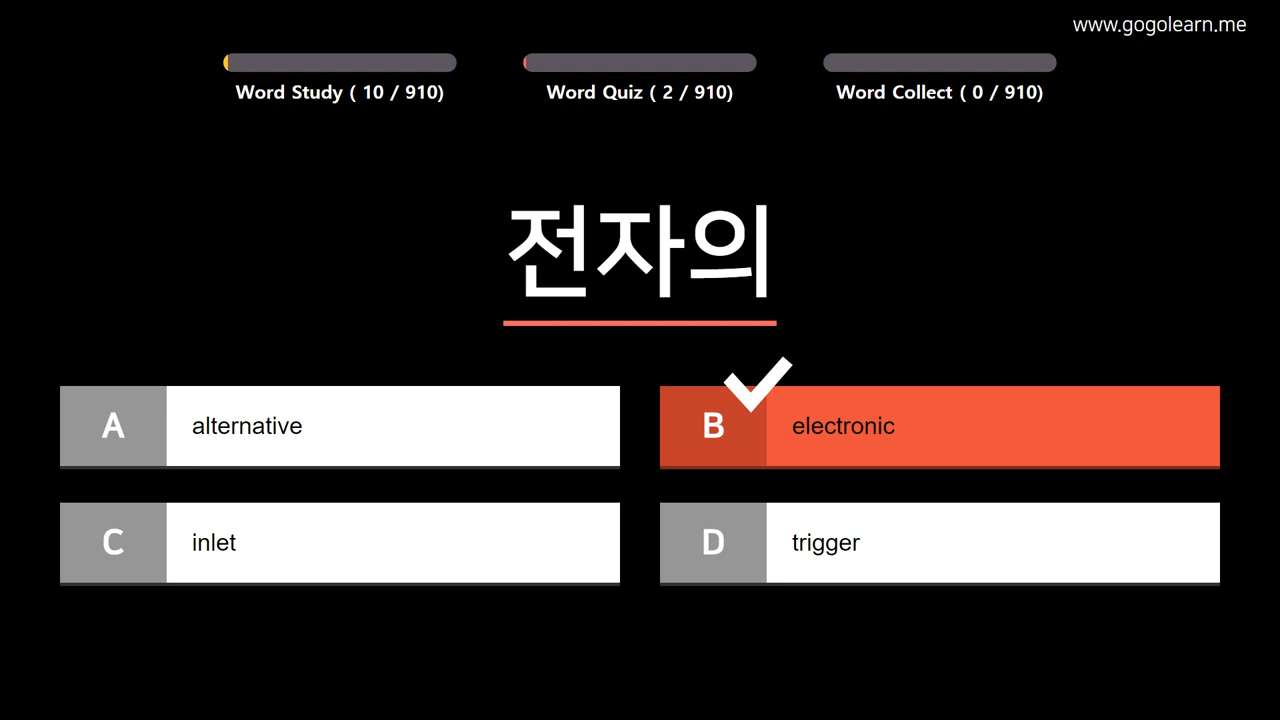 www.gogolearn.me
Word Study ( 10 / 910)
Word Quiz ( 2 / 910)
Word Collect ( 0 / 910)
전자의
A alternative
B electronic
C inlet
D trigger